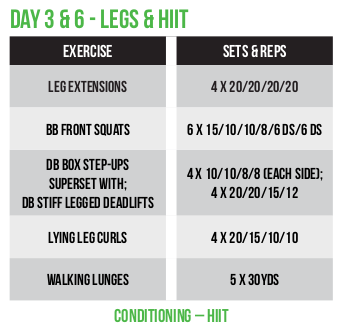 DAY 3 & 6 - LEGS & HIIT
EXERCISE SETS & REPS
LEG EXTENSIONS 4 X 20/20/20/20
BB FRONT SQUATS 6 X 15/10/10/8/6 DS/6 DS
DB BOX STEP-UPS
SUPERSET WITH;
DB STIFF LEGGED DEADLIFTS
4 X 10/10/8/8 (EACH SIDE);
4 X 20/20/15/12
LYING LEG CURLS 4 X 20/15/10/10
WALKING LUNGES 5 X 30YDS
CONDITIONING – HIIT